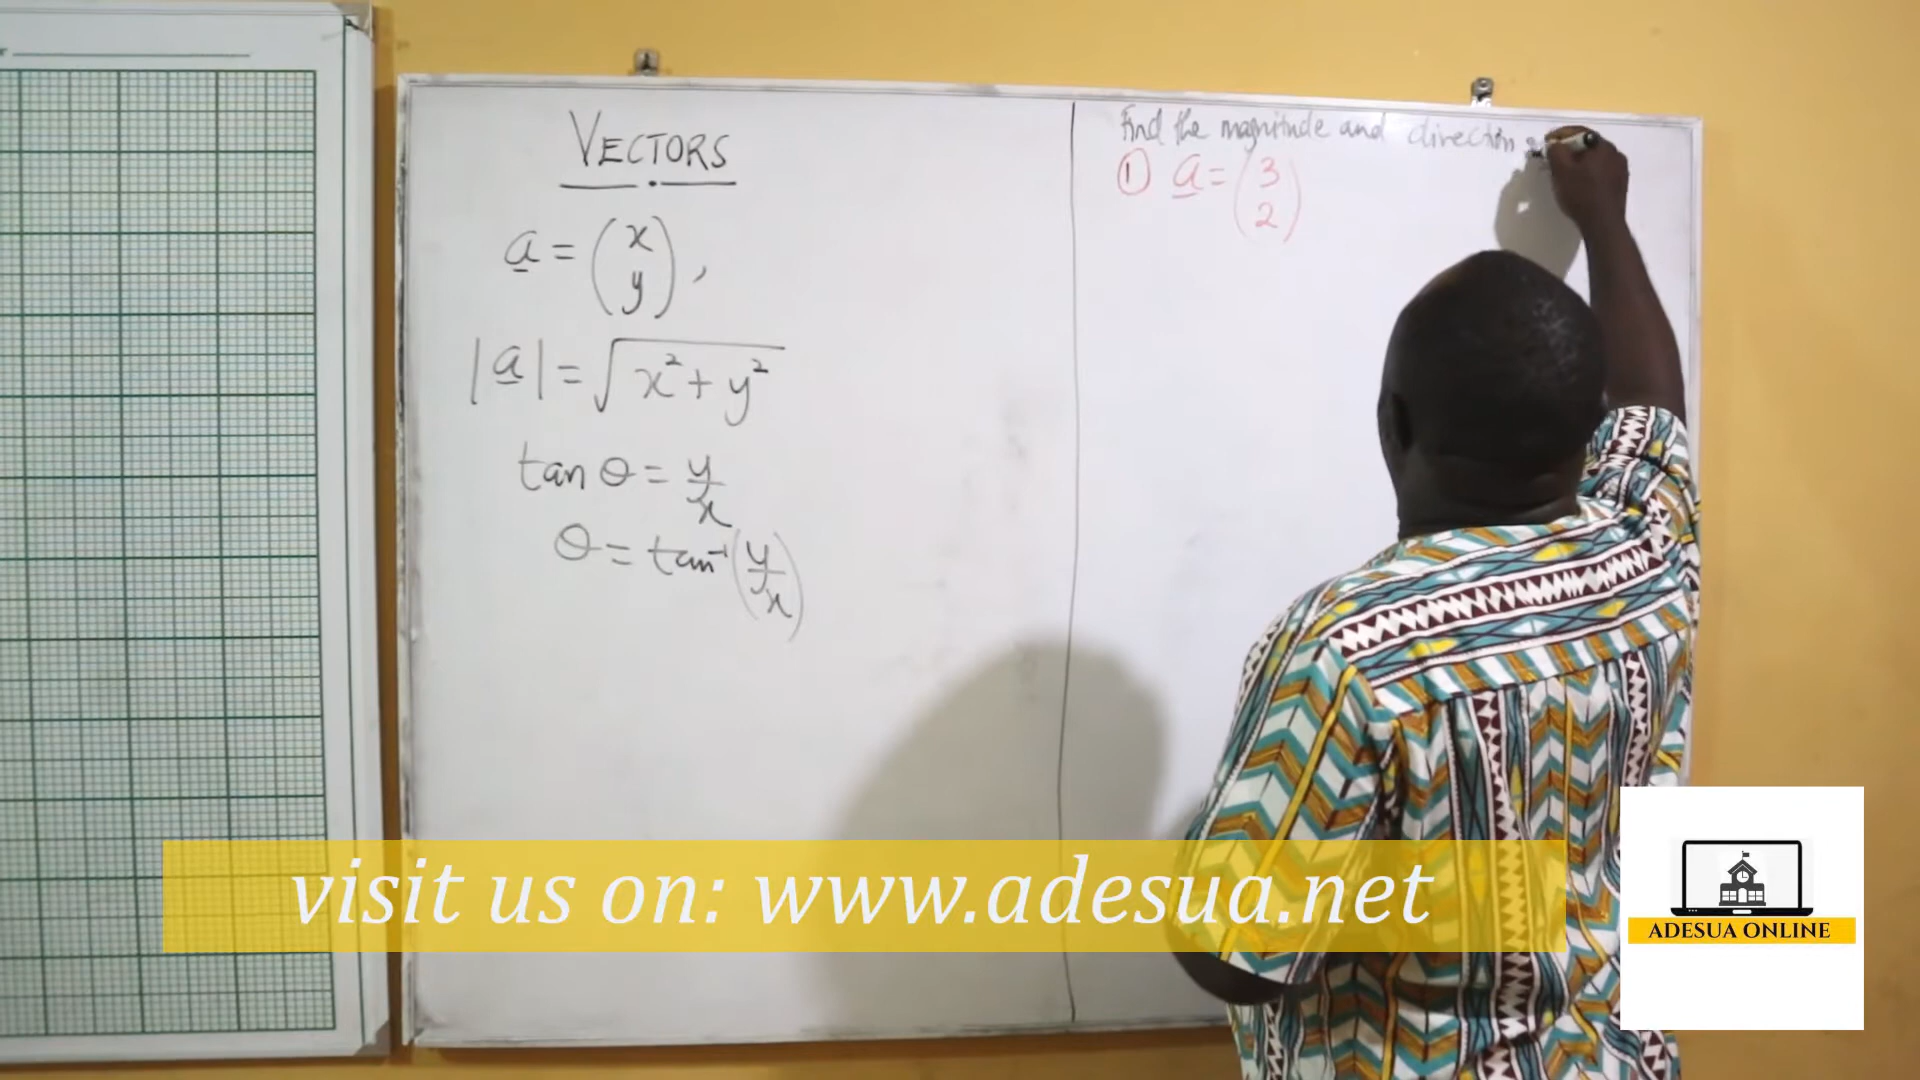 VECTORS
a = (x y),
|a| = √x² + y²
tan θ = y/x
θ = tan⁻¹(y/x)
Find the magnitude and direction
① a = (3 2)
visit us on: www.adesua.net
ADESUA ONLINE